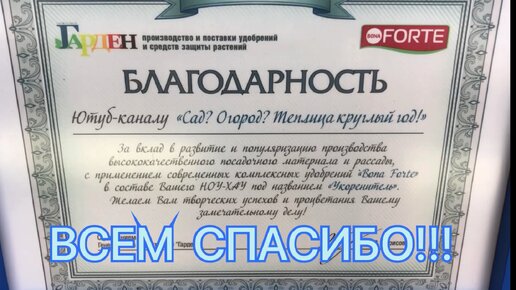 ГАРДЕН
производство и поставки удобрений
и средств защиты растений
BONA FORTE
БЛАГОДАРНОСТЬ
Ютуб-каналу «Сад? Огород? Теплица круглый год!»
За вклад в развитие и популяризацию производства
высококачественного посадочного материала и рассады,
с применением современных комплексных удобрений «Bona Forte»
в составе Вашего НОУ-ХАУ под названием «Укоренитель».
Желаем Вам творческих успехов и процветания Вашему
замечательному делу!
ВСЕМ СПАСИБО!!!